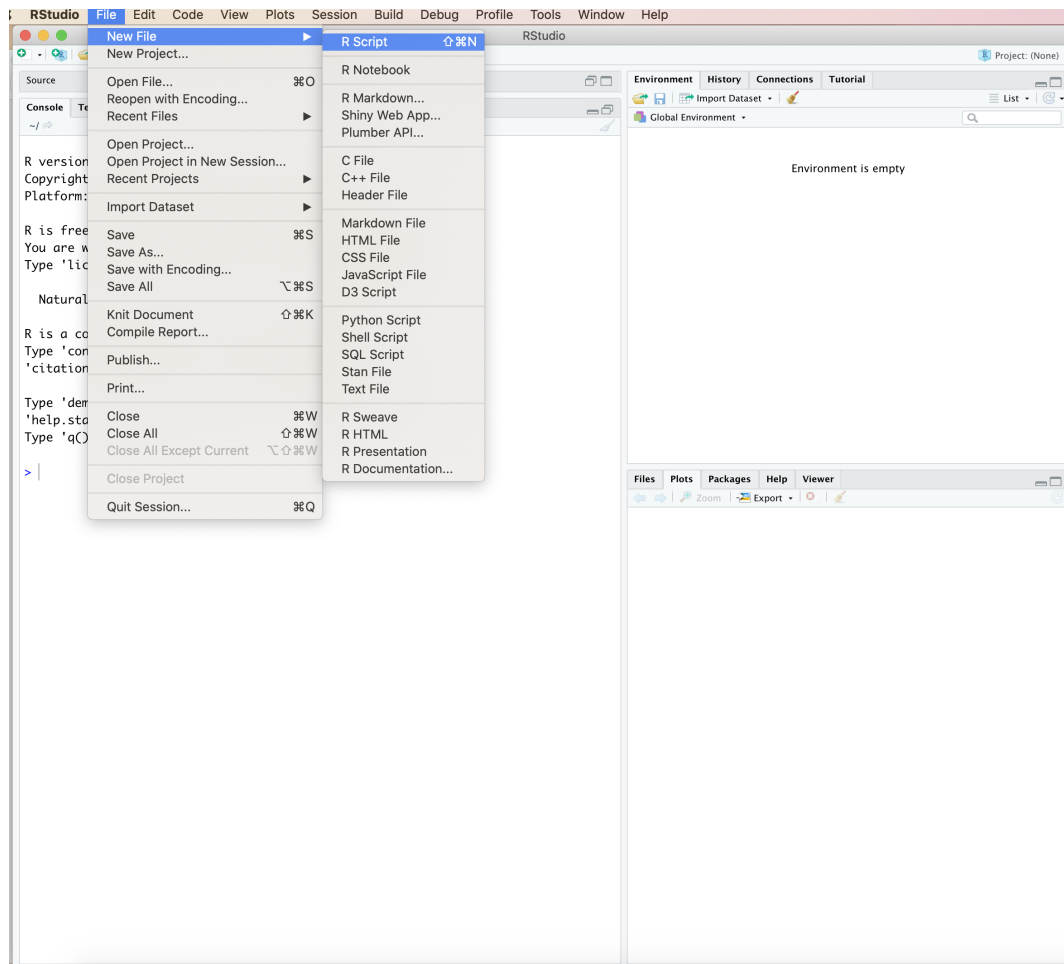 RStudio File Edit Code View Plots Session Build Debug Profile Tools Window Help
RStudio
Project: (None)
New File ▶
New Project...
Open File... ⌘O
Reopen with Encoding...
Recent Files ▶
Open Project...
Open Project in New Session...
Recent Projects ▶
Import Dataset ▶
Save ⌘S
Save As...
Save with Encoding...
Save All ⌥⌘S
Knit Document ⇧⌘K
Compile Report...
Publish...
Print...
Close ⌘W
Close All ⇧⌘W
Close All Except Current ⌥⇧⌘W
Close Project
Quit Session... ⌘Q
R Script ⇧⌘N
R Notebook
R Markdown...
Shiny Web App...
Plumber API...
C File
C++ File
Header File
Markdown File
HTML File
CSS File
JavaScript File
D3 Script
Python Script
Shell Script
SQL Script
Stan File
Text File
R Sweave
R HTML
R Presentation
R Documentation...
Source
Console Te
~/
R version
Copyright
Platform:
R is free
You are w
Type 'lic
Natural
R is a co
Type 'con
'citation
Type 'dem
'help.sta
Type 'q()
>
Environment History Connections Tutorial
Import Dataset List
Global Environment
Environment is empty
Files Plots Packages Help Viewer
Zoom Export